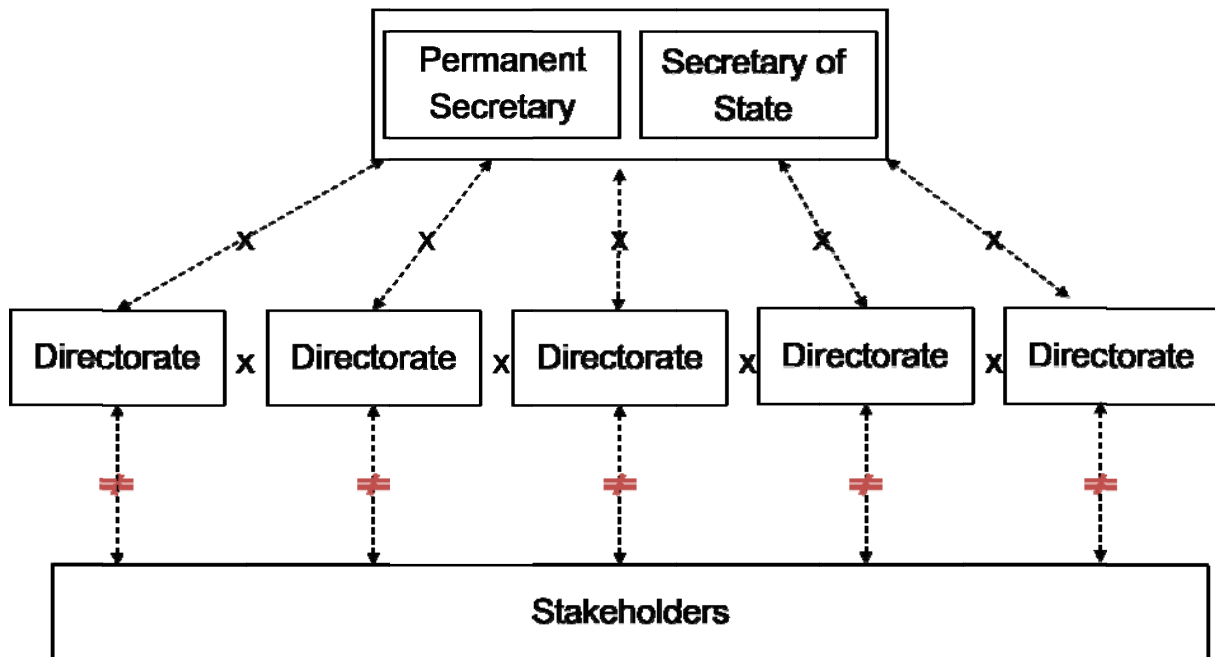 Permanent
Secretary
Secretary of
State
x x x x x
Directorate x Directorate x Directorate x Directorate x Directorate
≠ ≠ ≠ ≠ ≠
Stakeholders